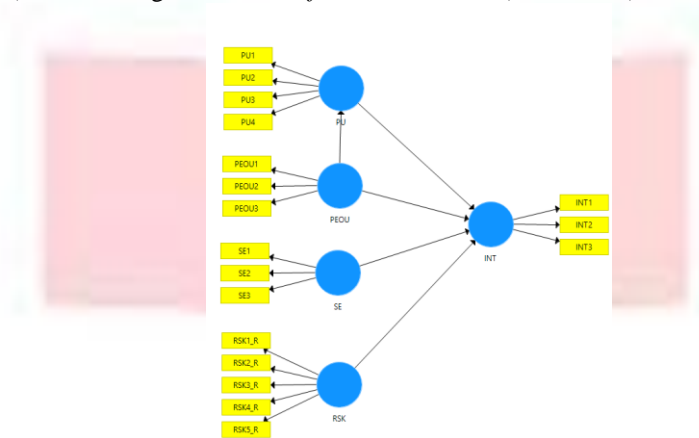 PU1
PU2
PU3
PU4
PU
PEOU1
PEOU2
PEOU3
PEOU
SE1
SE2
SE3
SE
RSK1_R
RSK2_R
RSK3_R
RSK4_R
RSK5_R
RSK
INT
INT1
INT2
INT3